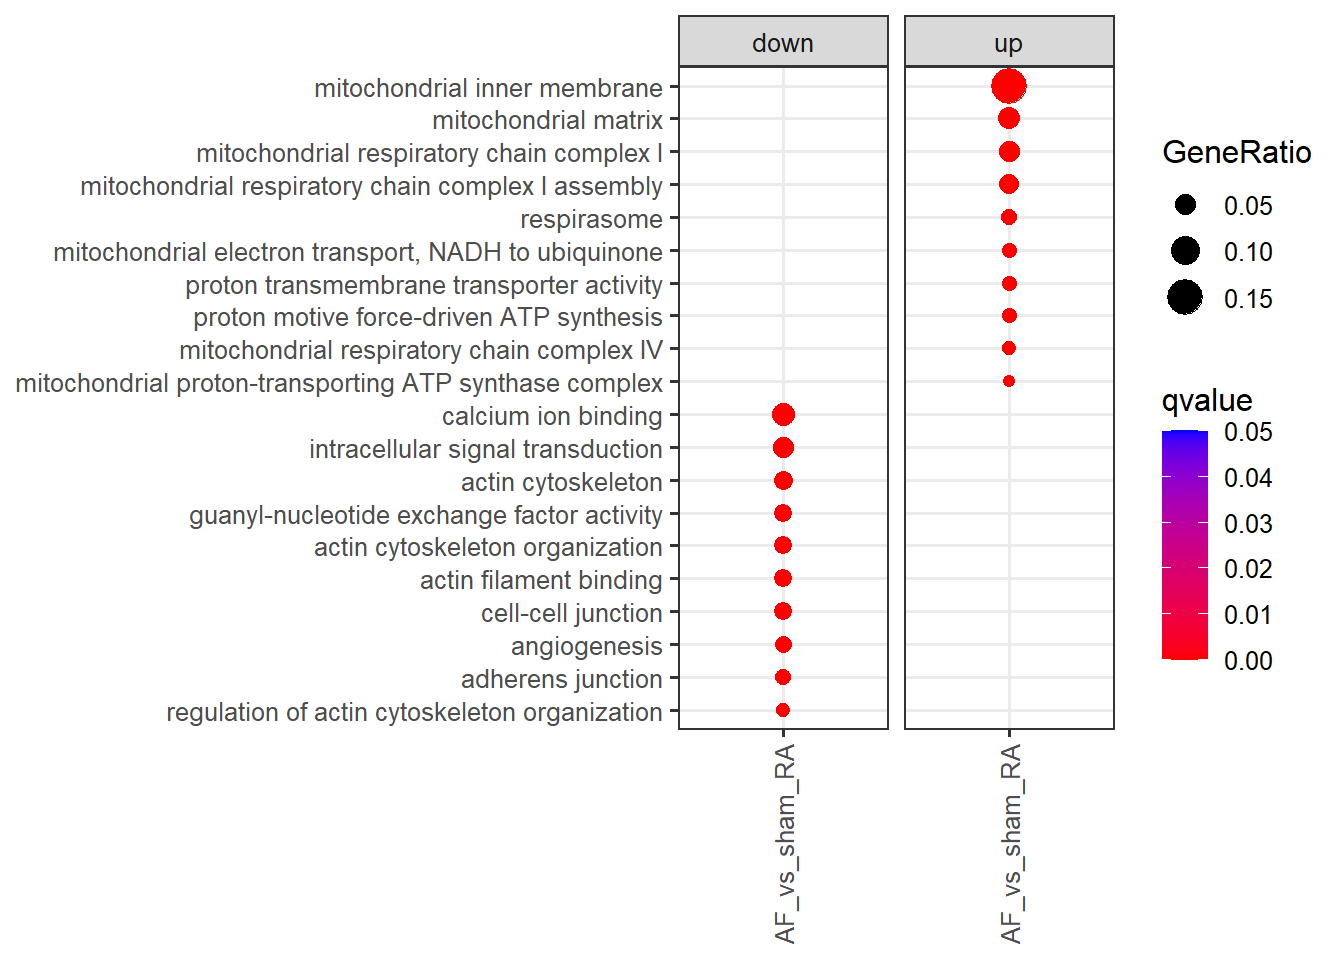 down
up
mitochondrial inner membrane
mitochondrial matrix
mitochondrial respiratory chain complex I
mitochondrial respiratory chain complex I assembly
respirasome
mitochondrial electron transport, NADH to ubiquinone
proton transmembrane transporter activity
proton motive force-driven ATP synthesis
mitochondrial respiratory chain complex IV
mitochondrial proton-transporting ATP synthase complex
calcium ion binding
intracellular signal transduction
actin cytoskeleton
guanyl-nucleotide exchange factor activity
actin cytoskeleton organization
actin filament binding
cell-cell junction
angiogenesis
adherens junction
regulation of actin cytoskeleton organization
AF_vs_sham_RA
AF_vs_sham_RA
GeneRatio
0.05
0.10
0.15
qvalue
0.05
0.04
0.03
0.02
0.01
0.00